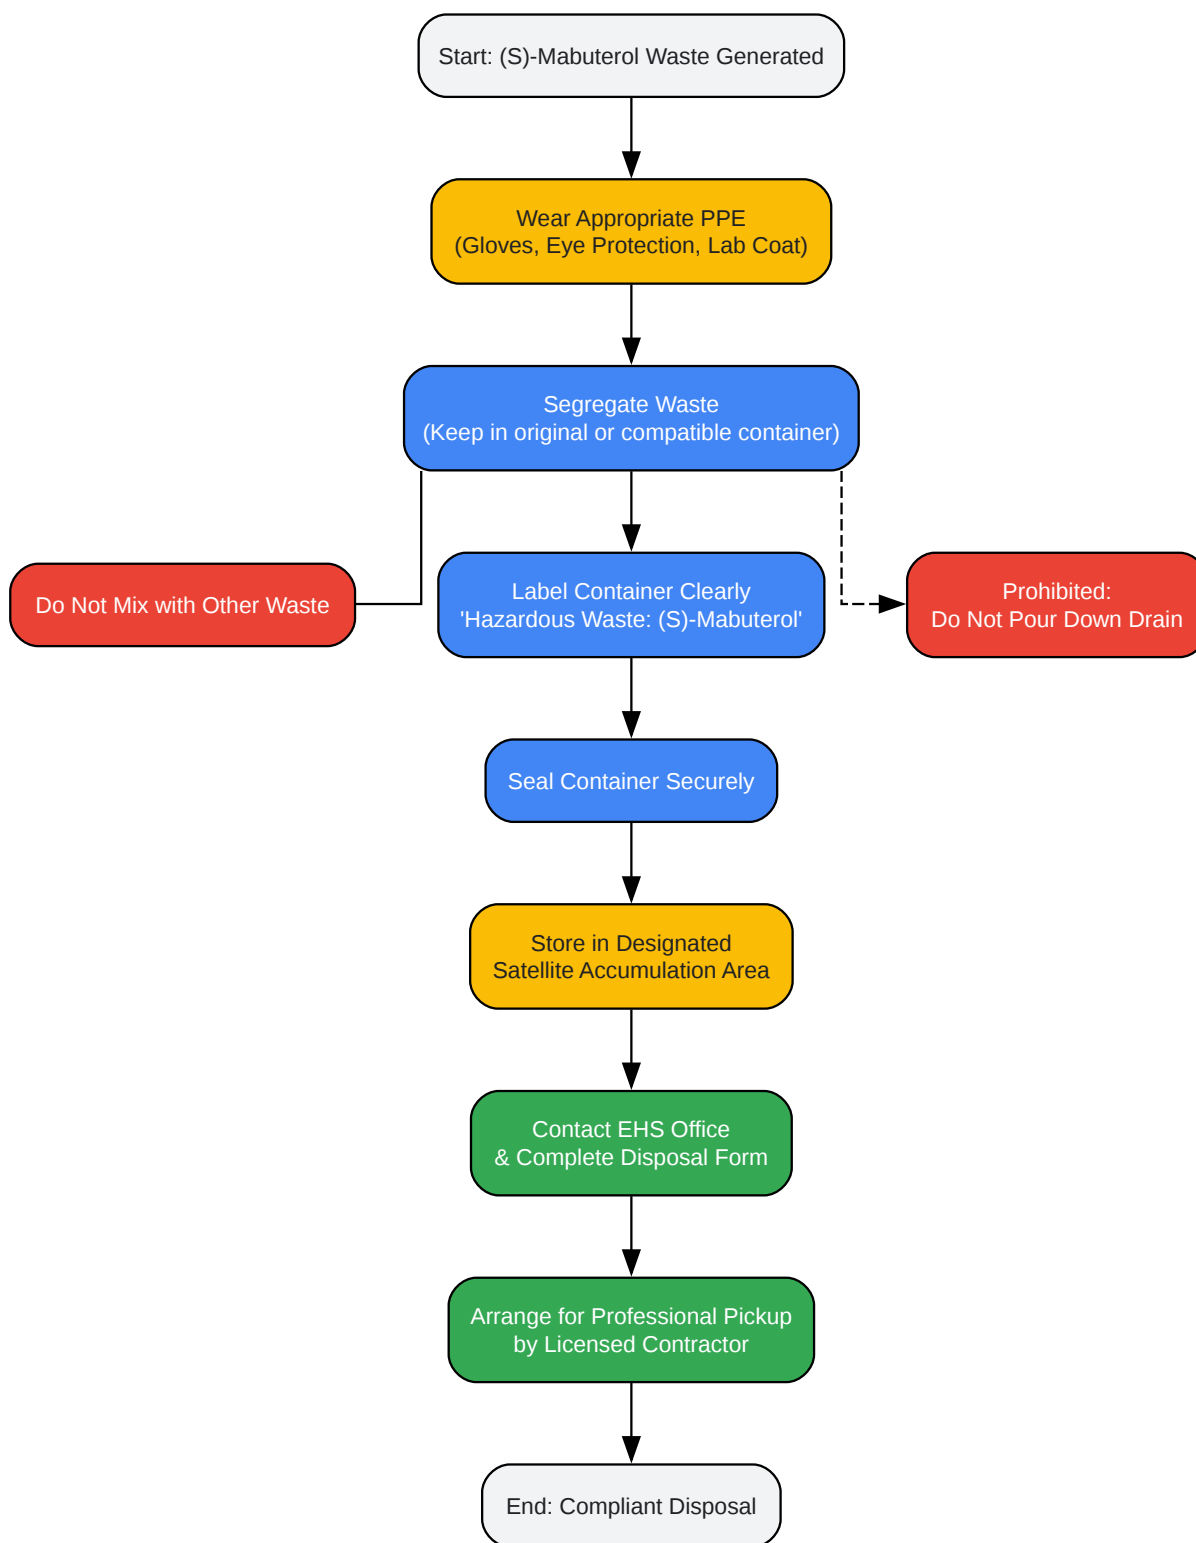 Start: (S)-Mabuterol Waste Generated
Wear Appropriate PPE
(Gloves, Eye Protection, Lab Coat)
Segregate Waste
(Keep in original or compatible container)
Do Not Mix with Other Waste
Label Container Clearly
'Hazardous Waste: (S)-Mabuterol'
Prohibited:
Do Not Pour Down Drain
Seal Container Securely
Store in Designated
Satellite Accumulation Area
Contact EHS Office
& Complete Disposal Form
Arrange for Professional Pickup
by Licensed Contractor
End: Compliant Disposal